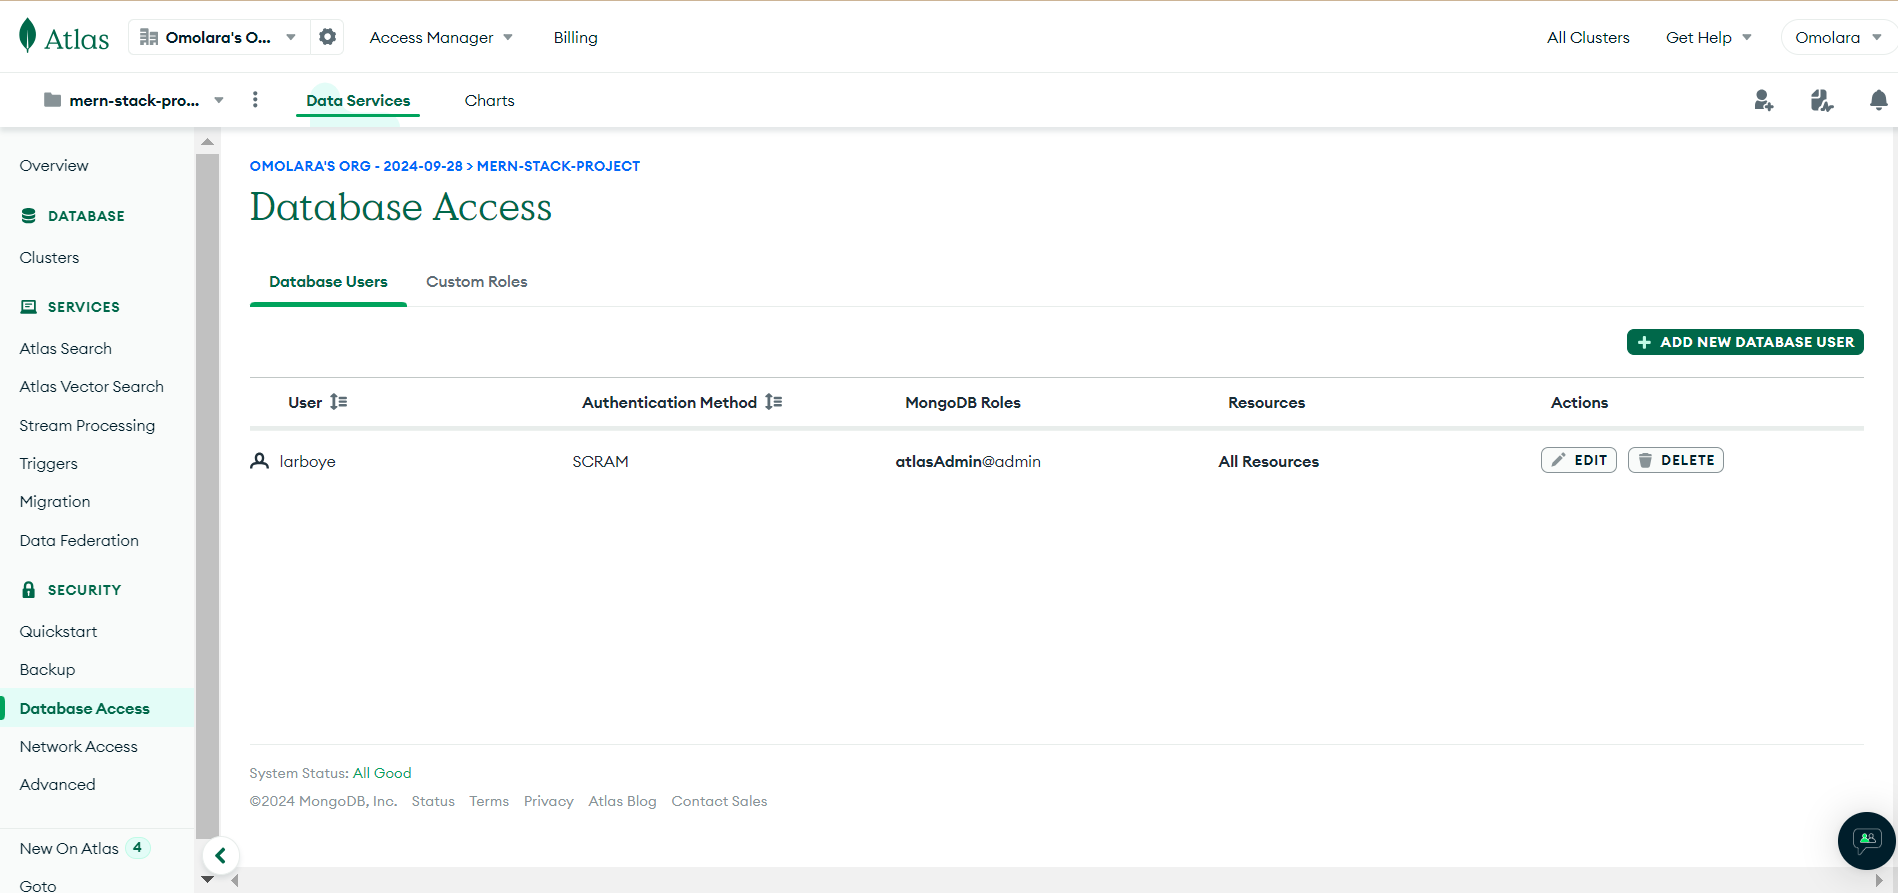 Atlas
Omolara's O...
Access Manager
Billing
All Clusters
Get Help
Omolara
mern-stack-pro...
Data Services
Charts
Overview
DATABASE
Clusters
SERVICES
Atlas Search
Atlas Vector Search
Stream Processing
Triggers
Migration
Data Federation
SECURITY
Quickstart
Backup
Database Access
Network Access
Advanced
New On Atlas 4
Goto
OMOLARA'S ORG - 2024-09-28 > MERN-STACK-PROJECT
Database Access
Database Users
Custom Roles
+ ADD NEW DATABASE USER
User Authentication Method MongoDB Roles Resources Actions
larboye SCRAM atlasAdmin@admin All Resources EDIT DELETE
System Status: All Good
©2024 MongoDB, Inc. Status Terms Privacy Atlas Blog Contact Sales